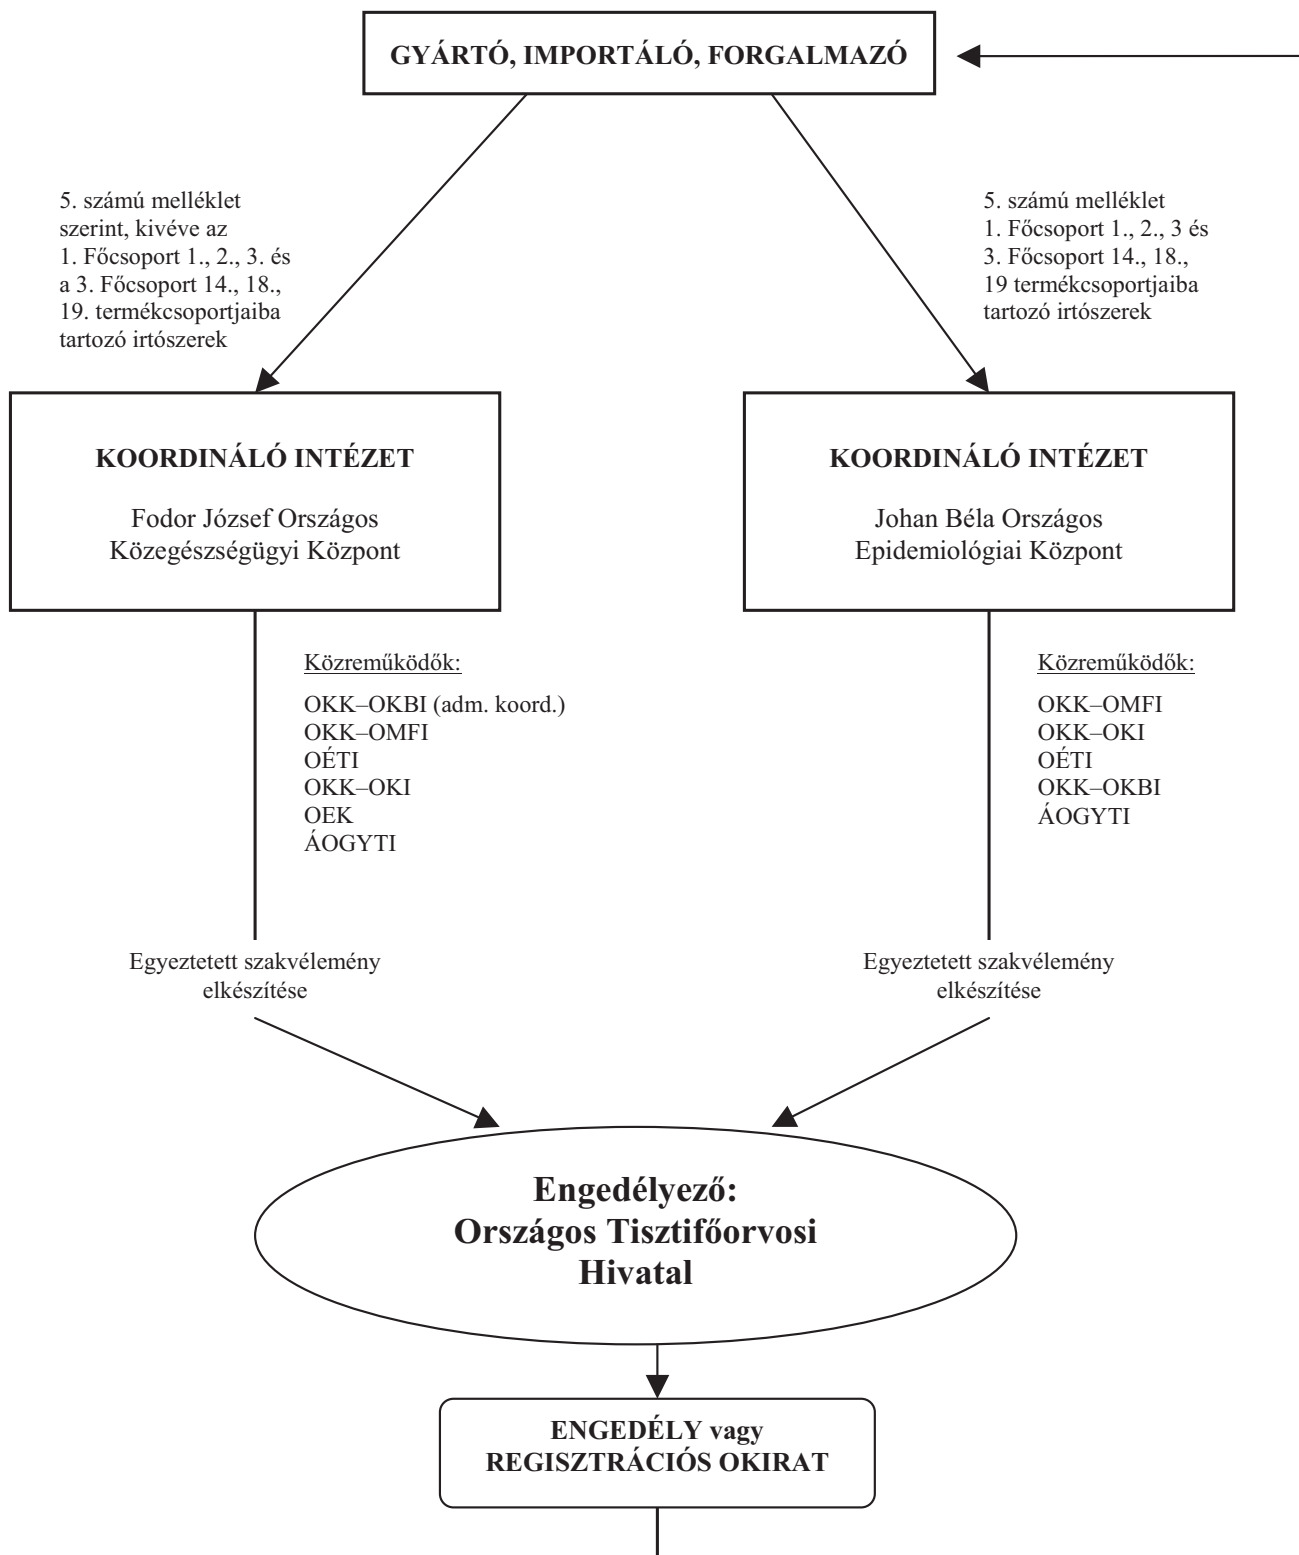 GYÁRTÓ, IMPORTÁLÓ, FORGALMAZÓ
5. számú melléklet
szerint, kivéve az
1. Főcsoport 1., 2., 3. és
a 3. Főcsoport 14., 18.,
19. termékcsoportjaiba
tartozó irtószerek
5. számú melléklet
1. Főcsoport 1., 2., 3 és
3. Főcsoport 14., 18.,
19 termékcsoportjaiba
tartozó irtószerek
KOORDINÁLÓ INTÉZET
Fodor József Országos
Közegészségügyi Központ
KOORDINÁLÓ INTÉZET
Johan Béla Országos
Epidemiológiai Központ
Közreműködők:
OKK–OKBI (adm. koord.)
OKK–OMFI
OÉTI
OKK–OKI
OEK
ÁOGYTI
Közreműködők:
OKK–OMFI
OKK–OKI
OÉTI
OKK–OKBI
ÁOGYTI
Egyeztetett szakvélemény
elkészítése
Egyeztetett szakvélemény
elkészítése
Engedélyező:
Országos Tisztifőorvosi
Hivatal
ENGEDÉLY vagy
REGISZTRÁCIÓS OKIRAT